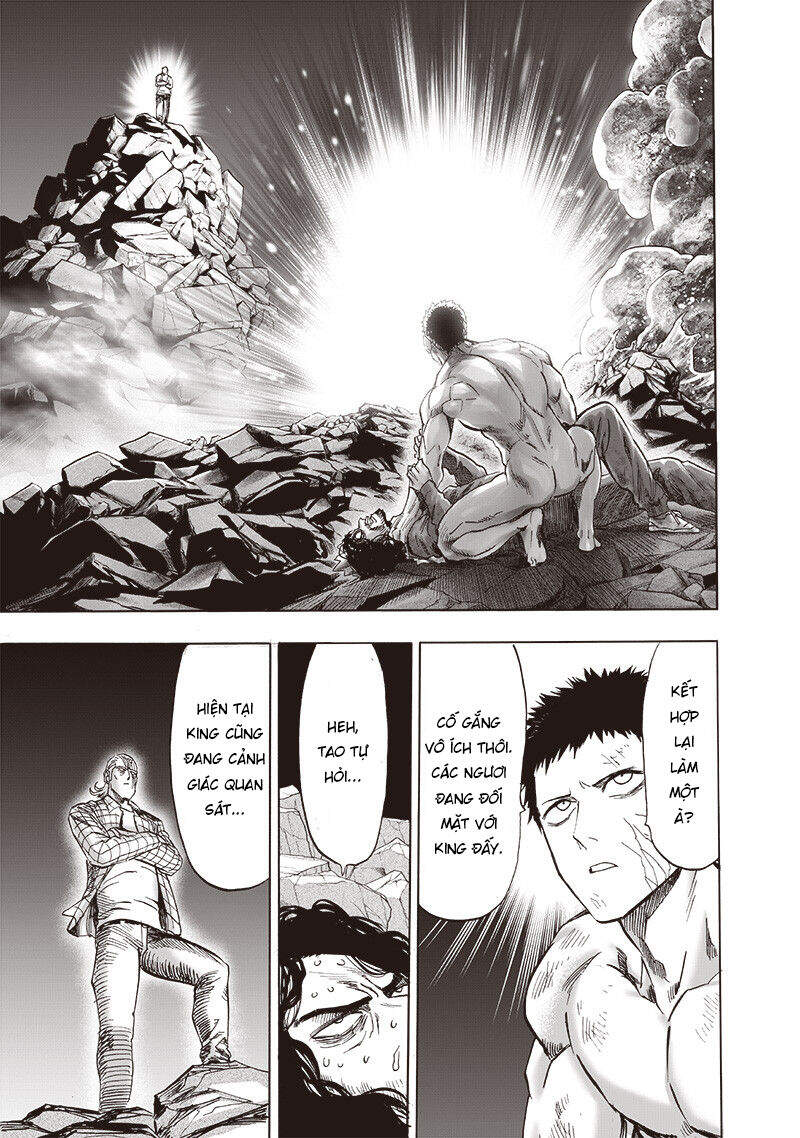 KẾT
HỢP
LẠI
LÀM
MỘT
À?
CỐ GẮNG
VÔ ÍCH THÔI.
CÁC NGƯƠI
ĐANG ĐỐI
MẶT VỚI
KING ĐẤY.
HEH,
TAO TỰ
HỎI...
HIỆN TẠI
KING CŨNG
ĐANG CẢNH
GIÁC QUAN
SÁT...